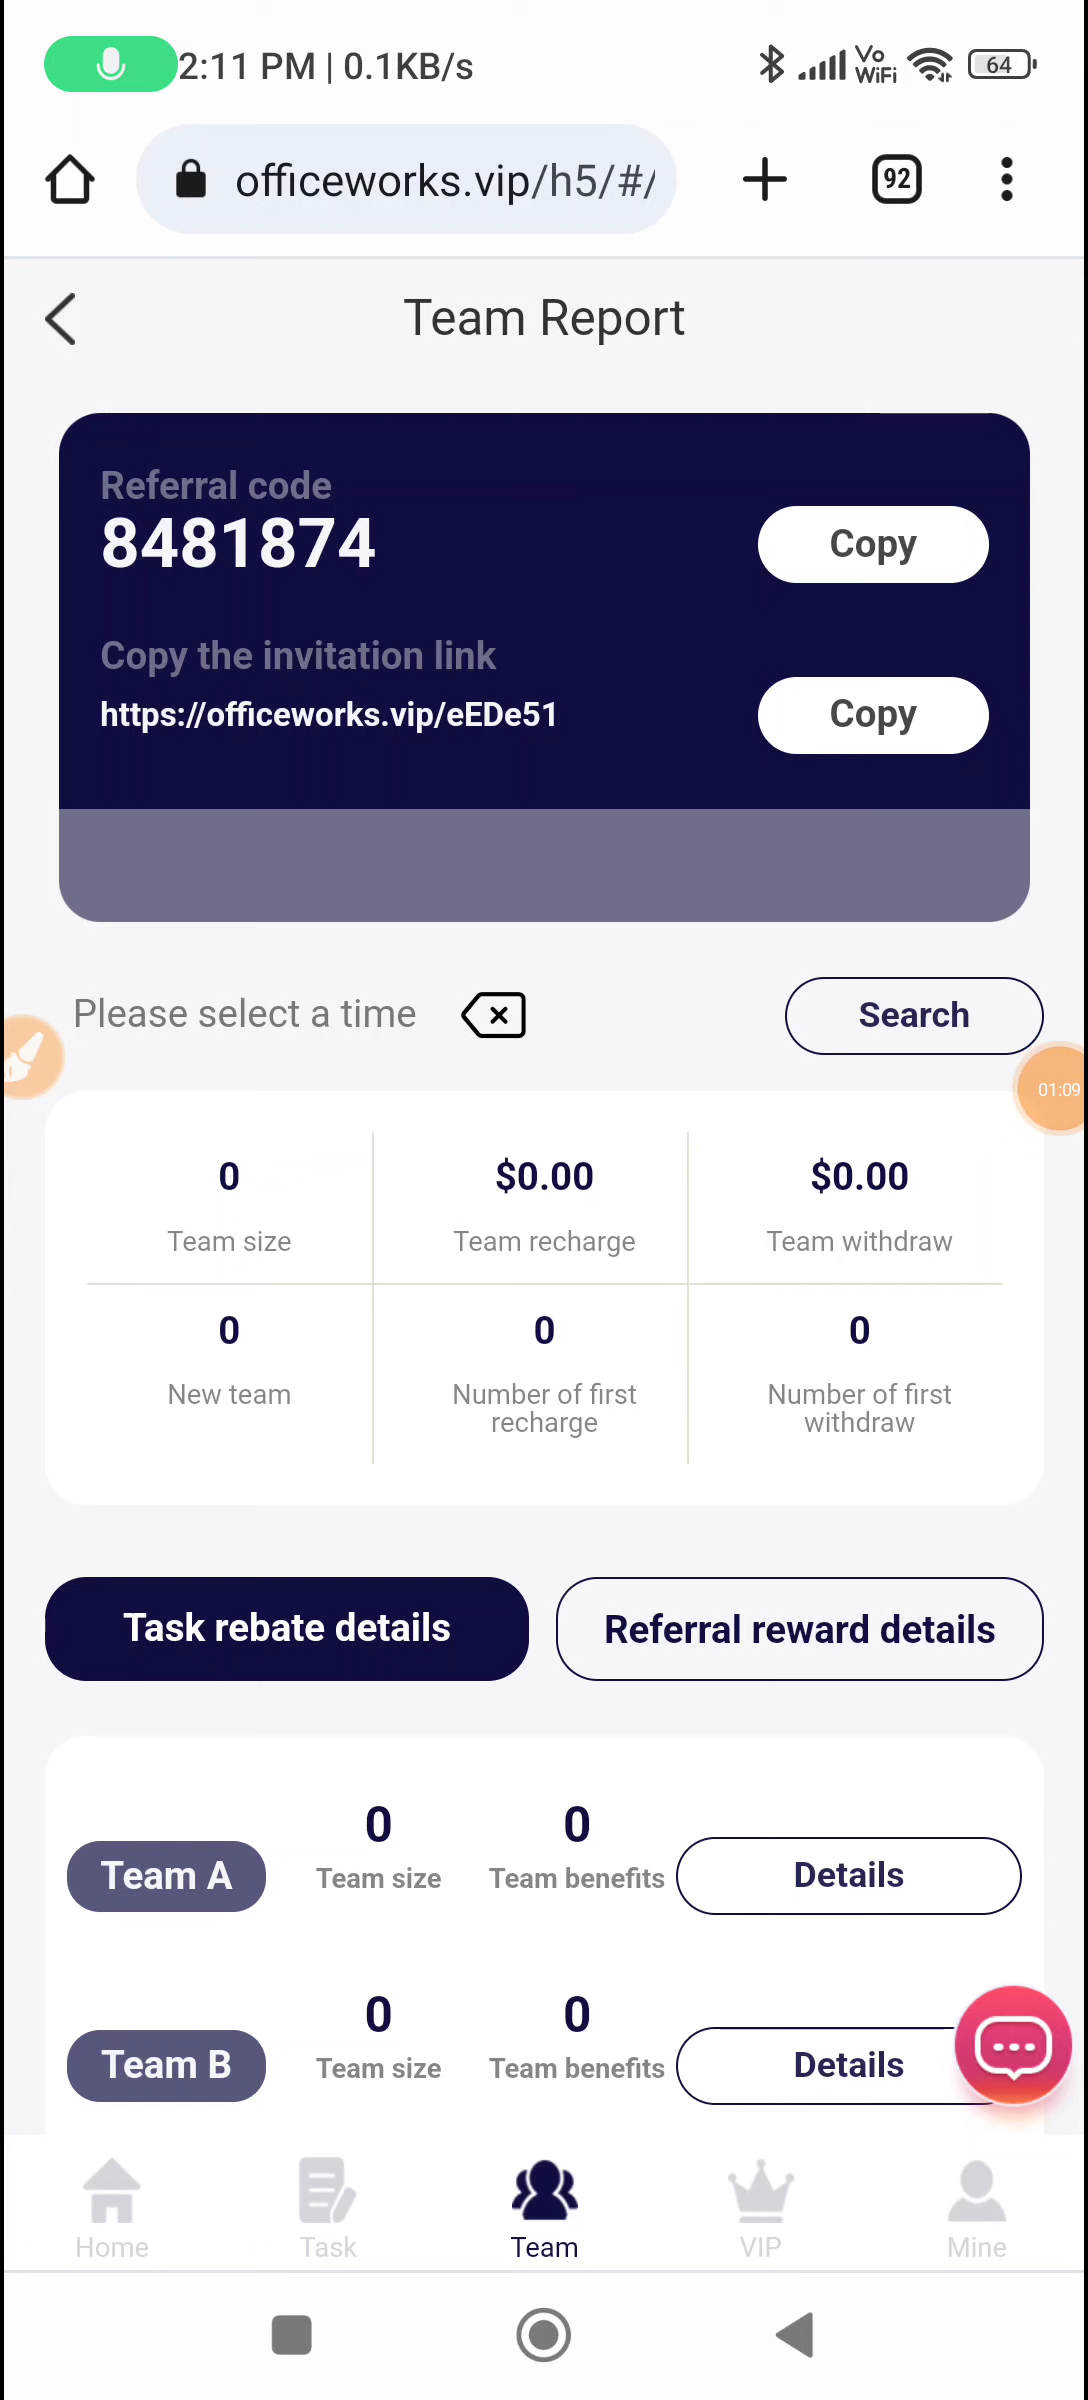 2:11 PM | 0.1KB/s
Vo
WiFi
64
officeworks.vip/h5/#/
92
Team Report
Referral code
8481874
Copy
Copy the invitation link
https://officeworks.vip/eEDe51
Copy
Please select a time
Search
01:09
0
$0.00
$0.00
Team size
Team recharge
Team withdraw
0
0
0
New team
Number of first
recharge
Number of first
withdraw
Task rebate details
Referral reward details
Team A
0
Team size
0
Team benefits
Details
Team B
0
Team size
0
Team benefits
Details
Home
Task
Team
VIP
Mine